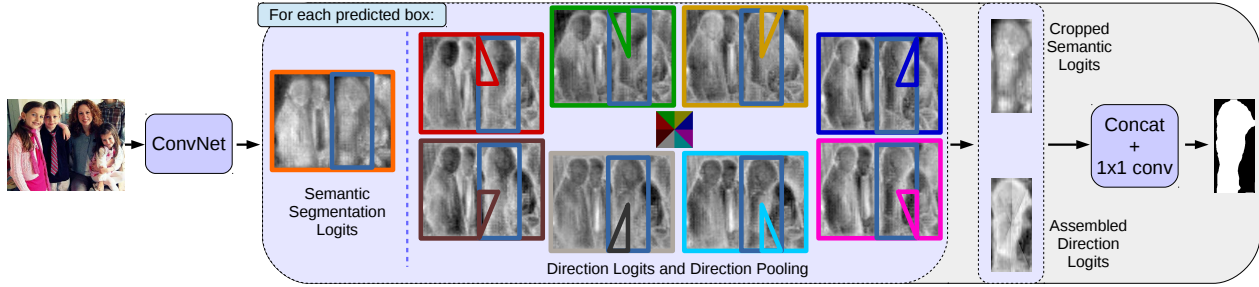 For each predicted box:
ConvNet
Semantic
Segmentation
Logits
Direction Logits and Direction Pooling
Cropped
Semantic
Logits
Assembled
Direction
Logits
Concat
+
1x1 conv